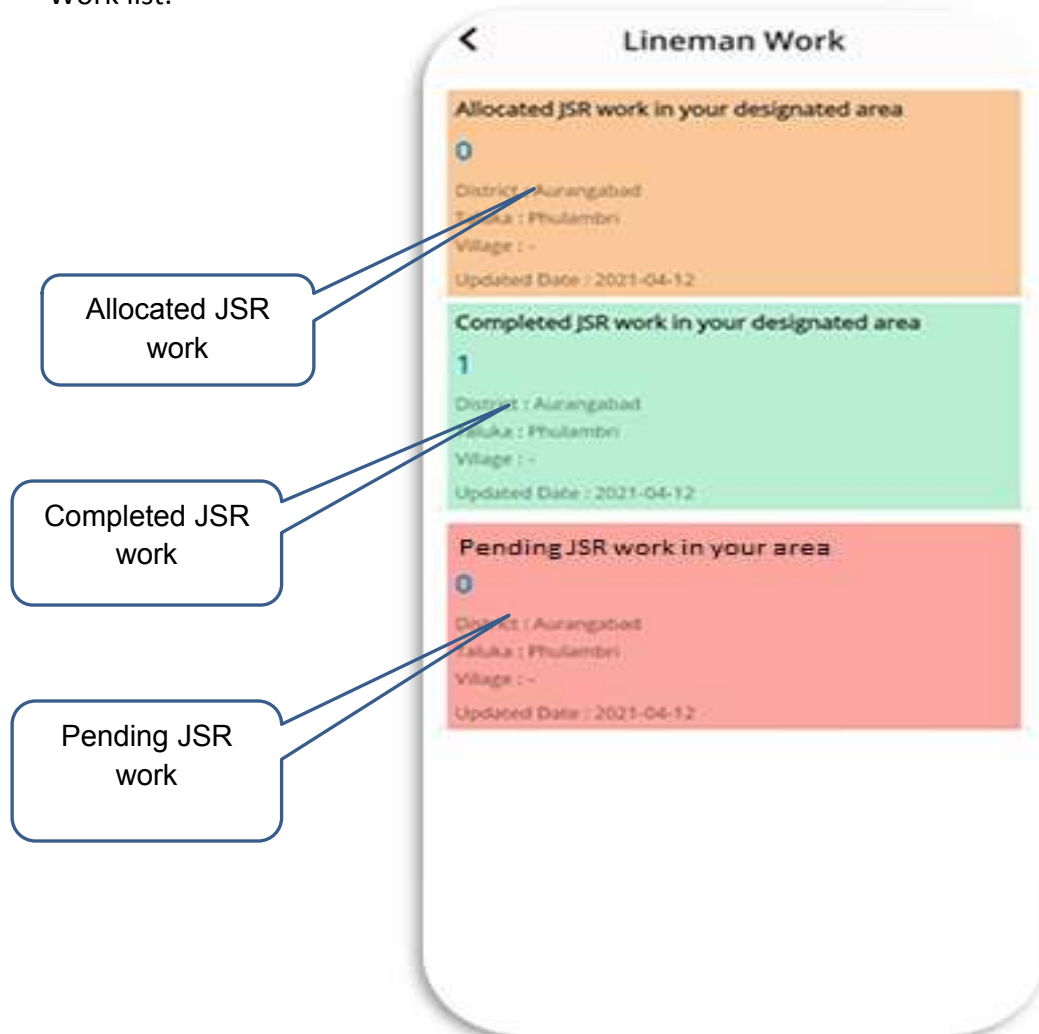 Work list.
Lineman Work
Allocated JSR work in your designated area
0
District : Aurangabad
Taluka : Phulambri
Village : -
Updated Date : 2021-04-12
Completed JSR work in your designated area
1
District : Aurangabad
Taluka : Phulambri
Village : -
Updated Date : 2021-04-12
Pending JSR work in your area
0
District : Aurangabad
Taluka : Phulambri
Village : -
Updated Date : 2021-04-12
Allocated JSR
work
Completed JSR
work
Pending JSR
work